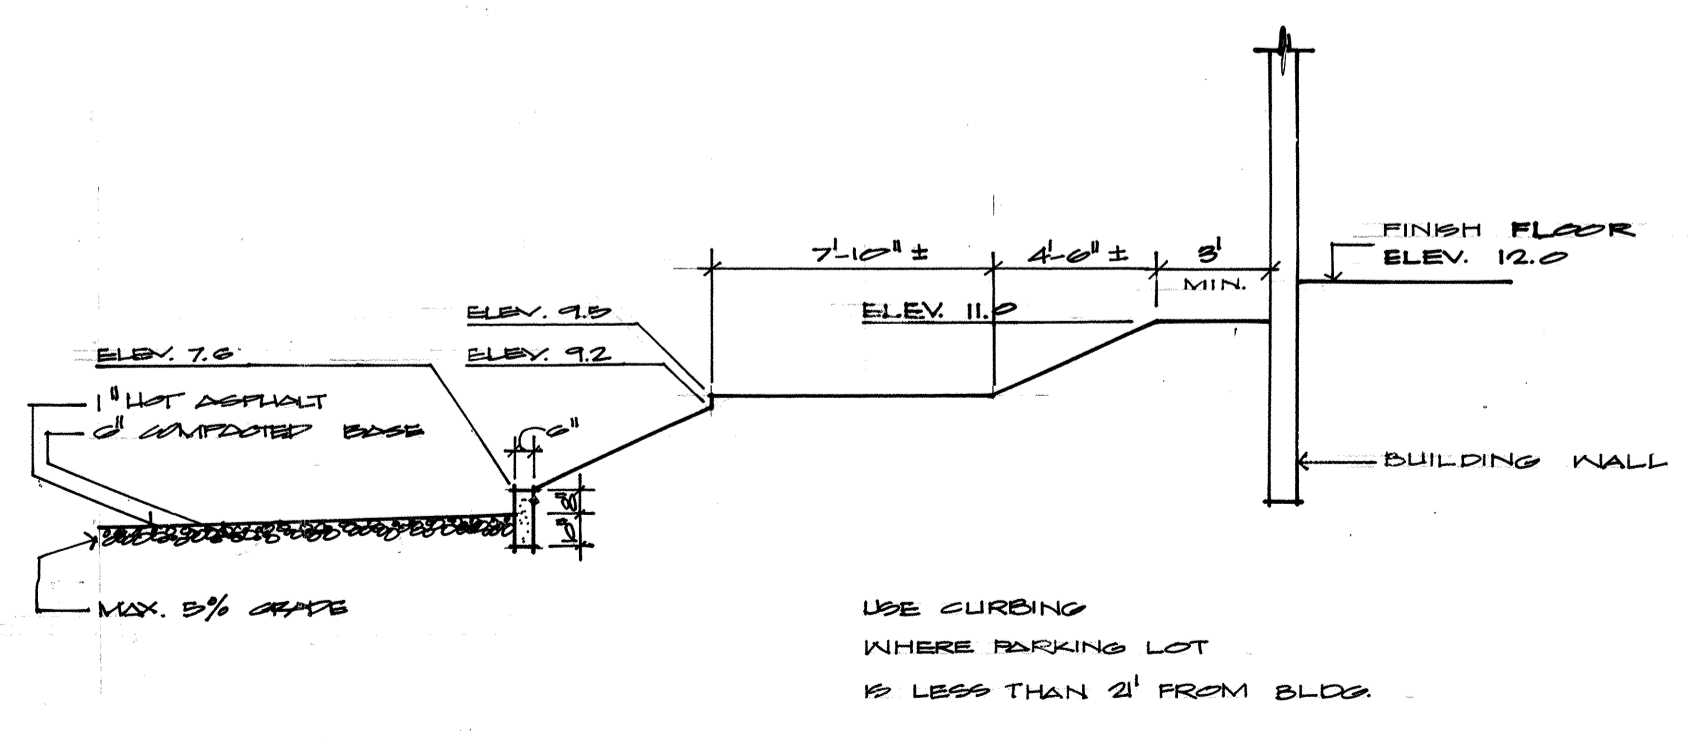 7'-10" ±
4'-6" ±
3'
MIN.
FINISH FLOOR
ELEV. 12.0
ELEV. 9.5
ELEV. 11.0
ELEV. 7.6
ELEV. 9.2
1" HOT ASPHALT
6" COMPACTED BASE
6"
BUILDING WALL
8"
MAX. 5% GRADE
USE CURBING
WHERE PARKING LOT
IS LESS THAN 21' FROM BLDG.